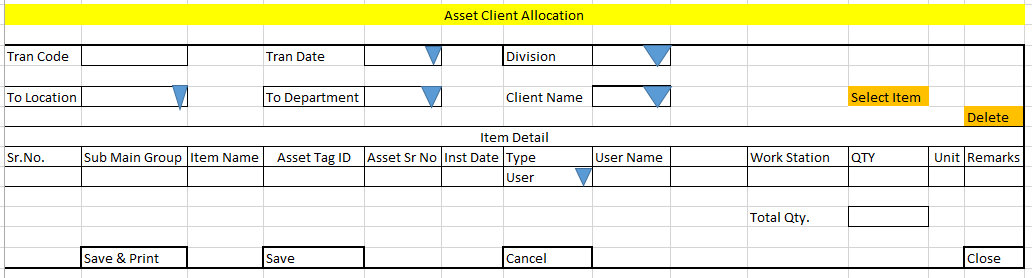 Asset Client Allocation
Tran Code Tran Date Division
To Location To Department Client Name Select Item
Delete
Item Detail
Sr.No. Sub Main Group Item Name Asset Tag ID Asset Sr No Inst Date Type User Name Work Station QTY Unit Remarks
User
Total Qty.
Save & Print Save Cancel Close